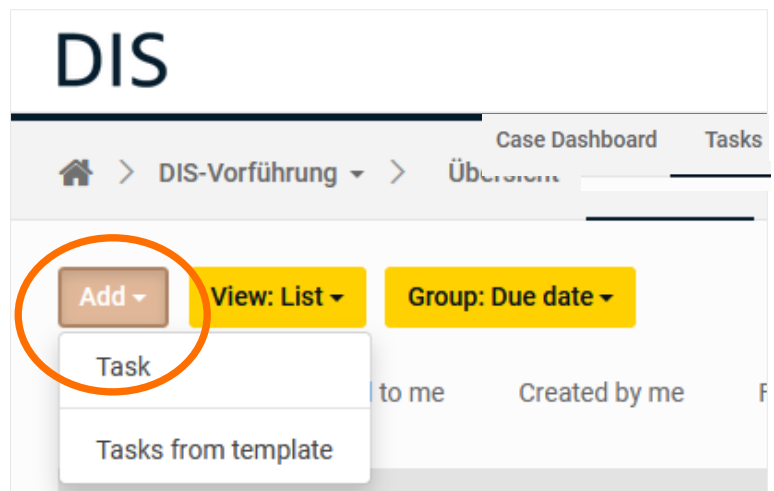 DIS
Case Dashboard Tasks
DIS-Vorführung Übersicht
Add View: List Group: Due date
Task
to me Created by me
Tasks from template